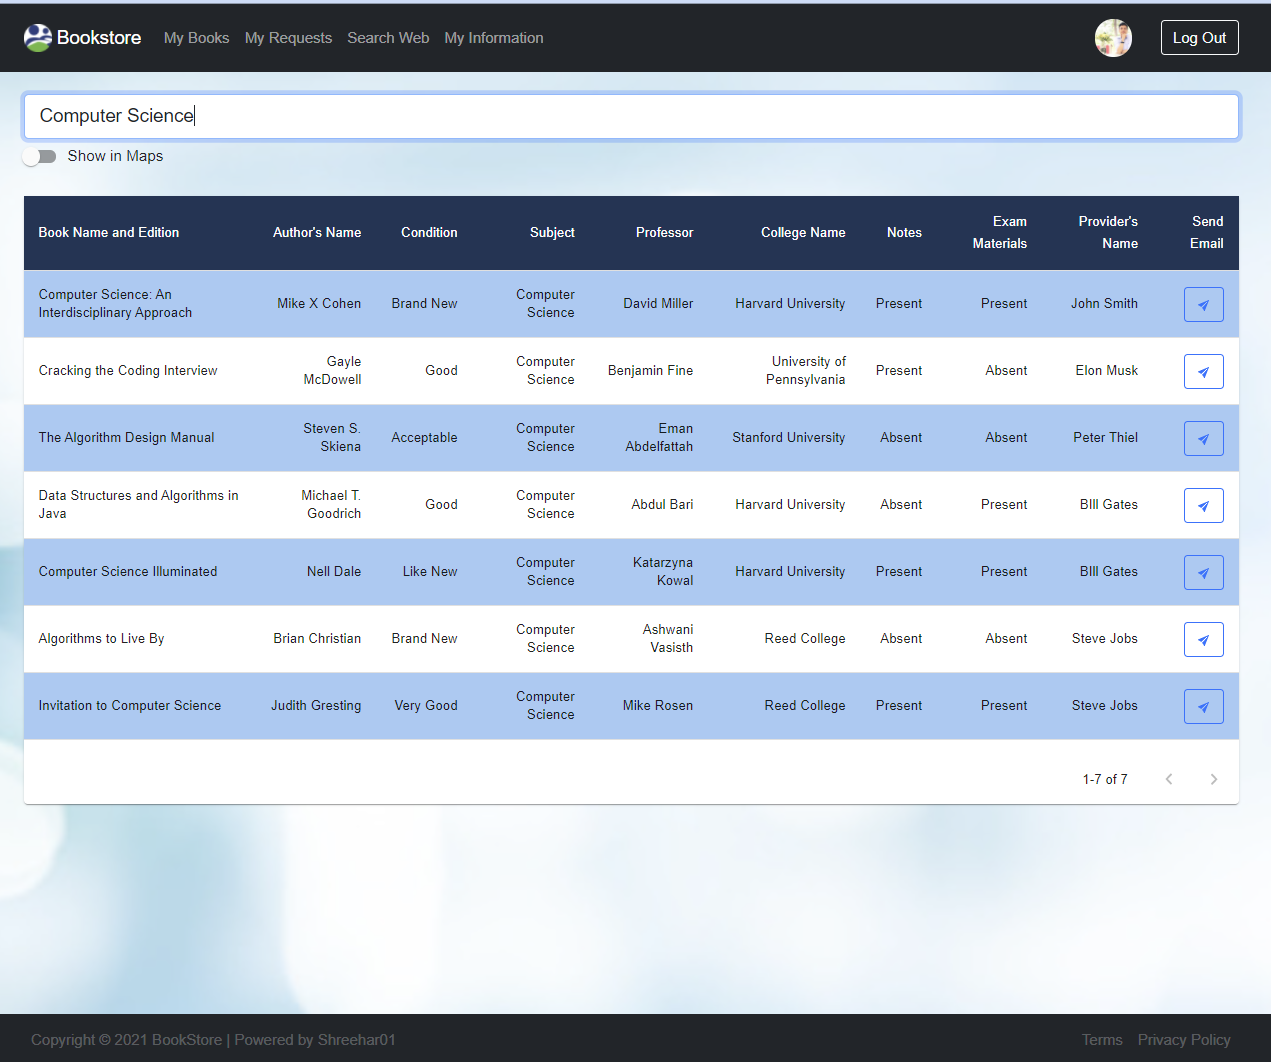 Bookstore My Books My Requests Search Web My Information Log Out
Computer Science
Show in Maps
Book Name and Edition Author's Name Condition Subject Professor College Name Notes Exam Materials Provider's Name Send Email
Computer Science: An Interdisciplinary Approach Mike X Cohen Brand New Computer Science David Miller Harvard University Present Present John Smith
Cracking the Coding Interview Gayle McDowell Good Computer Science Benjamin Fine University of Pennsylvania Present Absent Elon Musk
The Algorithm Design Manual Steven S. Skiena Acceptable Computer Science Eman Abdelfattah Stanford University Absent Absent Peter Thiel
Data Structures and Algorithms in Java Michael T. Goodrich Good Computer Science Abdul Bari Harvard University Absent Present BIll Gates
Computer Science Illuminated Nell Dale Like New Computer Science Katarzyna Kowal Harvard University Present Present BIll Gates
Algorithms to Live By Brian Christian Brand New Computer Science Ashwani Vasisth Reed College Absent Absent Steve Jobs
Invitation to Computer Science Judith Gresting Very Good Computer Science Mike Rosen Reed College Present Present Steve Jobs
1-7 of 7
Copyright © 2021 BookStore | Powered by Shreehar01 Terms Privacy Policy